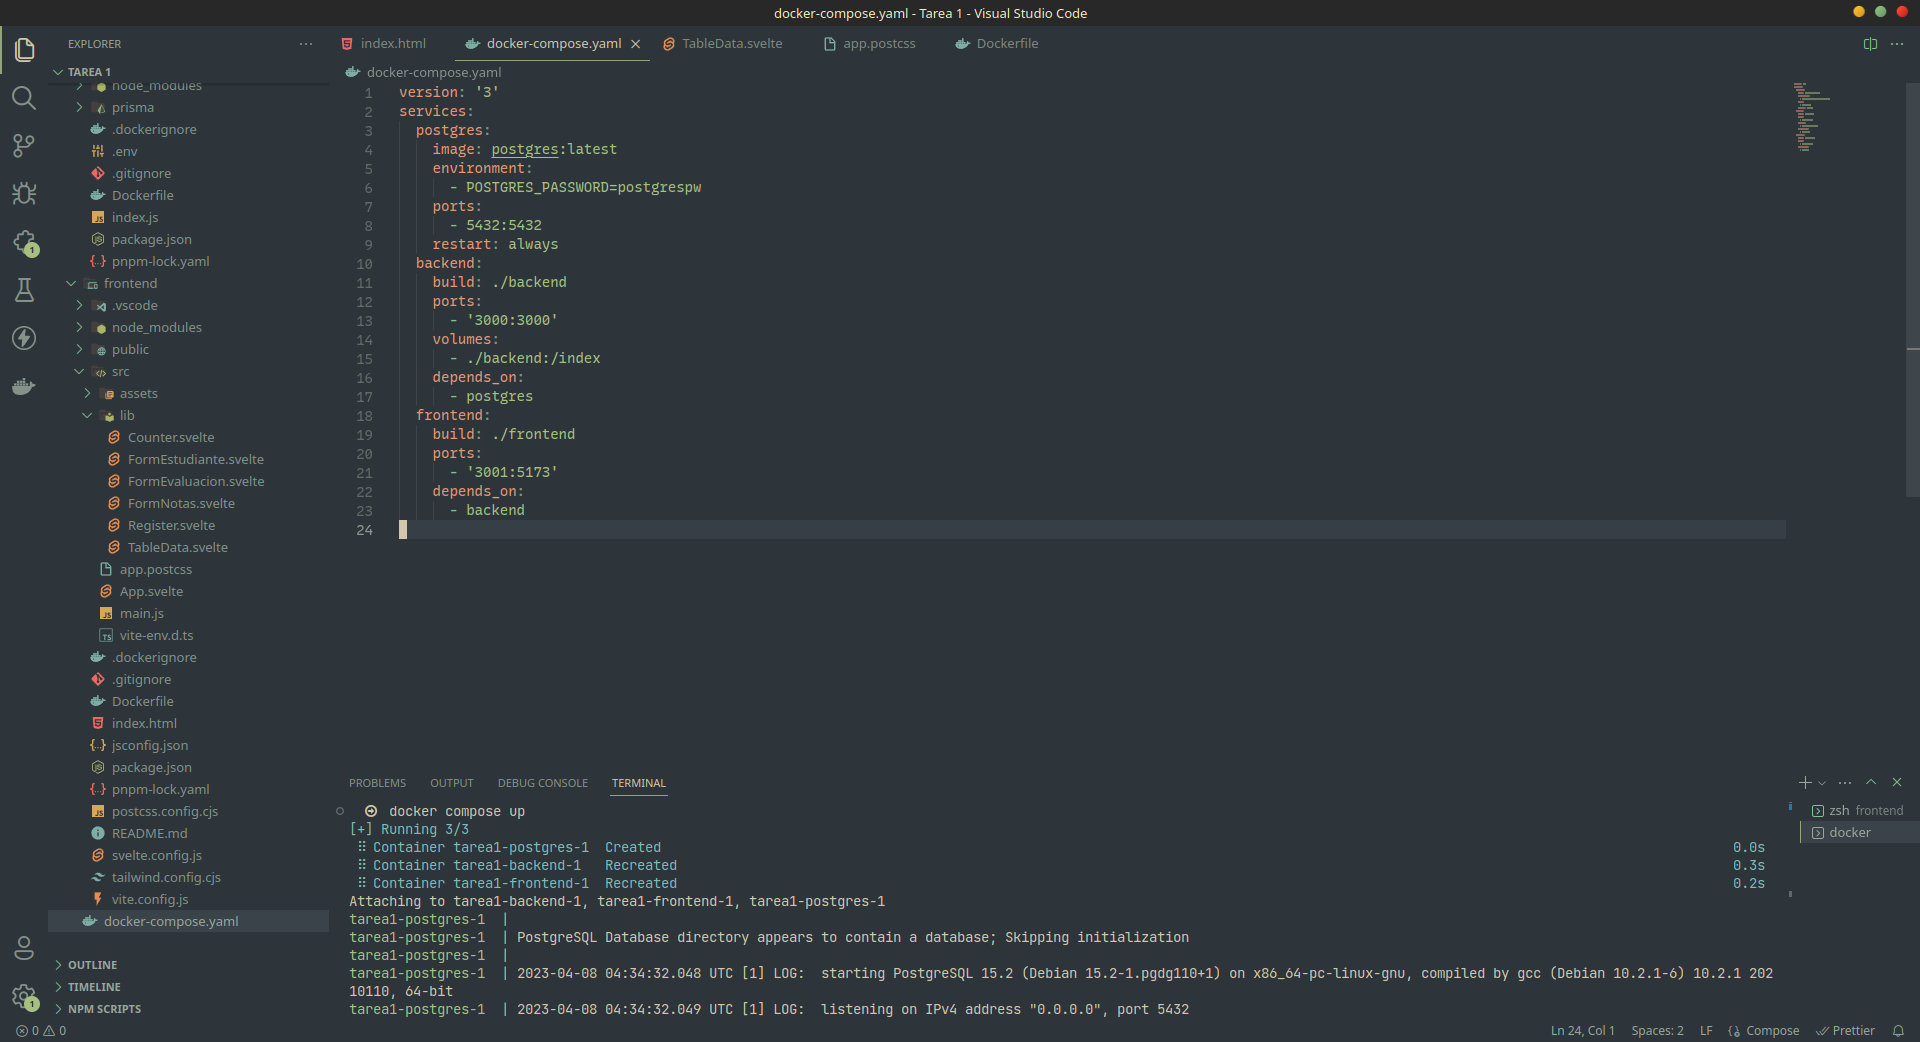 docker-compose.yaml - Tarea 1 - Visual Studio Code
EXPLORER
index.html
docker-compose.yaml
TableData.svelte
app.postcss
Dockerfile
TAREA 1
node_modules
prisma
.dockerignore
.env
.gitignore
Dockerfile
index.js
package.json
pnpm-lock.yaml
frontend
.vscode
node_modules
public
src
assets
lib
Counter.svelte
FormEstudiante.svelte
FormEvaluacion.svelte
FormNotas.svelte
Register.svelte
TableData.svelte
app.postcss
App.svelte
main.js
vite-env.d.ts
.dockerignore
.gitignore
Dockerfile
index.html
jsconfig.json
package.json
pnpm-lock.yaml
postcss.config.cjs
README.md
svelte.config.js
tailwind.config.cjs
vite.config.js
docker-compose.yaml
OUTLINE
TIMELINE
NPM SCRIPTS
docker-compose.yaml
1 version: '3'
2 services:
3 postgres:
4 image: postgres:latest
5 environment:
6 - POSTGRES_PASSWORD=postgrespw
7 ports:
8 - 5432:5432
9 restart: always
10 backend:
11 build: ./backend
12 ports:
13 - '3000:3000'
14 volumes:
15 - ./backend:/index
16 depends_on:
17 - postgres
18 frontend:
19 build: ./frontend
20 ports:
21 - '3001:5173'
22 depends_on:
23 - backend
24
PROBLEMS OUTPUT DEBUG CONSOLE TERMINAL
docker compose up
[+] Running 3/3
Container tarea1-postgres-1 Created 0.0s
Container tarea1-backend-1 Recreated 0.3s
Container tarea1-frontend-1 Recreated 0.2s
Attaching to tarea1-backend-1, tarea1-frontend-1, tarea1-postgres-1
tarea1-postgres-1 |
tarea1-postgres-1 | PostgreSQL Database directory appears to contain a database; Skipping initialization
tarea1-postgres-1 |
tarea1-postgres-1 | 2023-04-08 04:34:32.048 UTC [1] LOG: starting PostgreSQL 15.2 (Debian 15.2-1.pgdg110+1) on x86_64-pc-linux-gnu, compiled by gcc (Debian 10.2.1-6) 10.2.1 202
10110, 64-bit
tarea1-postgres-1 | 2023-04-08 04:34:32.049 UTC [1] LOG: listening on IPv4 address "0.0.0.0", port 5432
zsh frontend
docker
1
1
0 0
Ln 24, Col 1 Spaces: 2 LF Compose Prettier